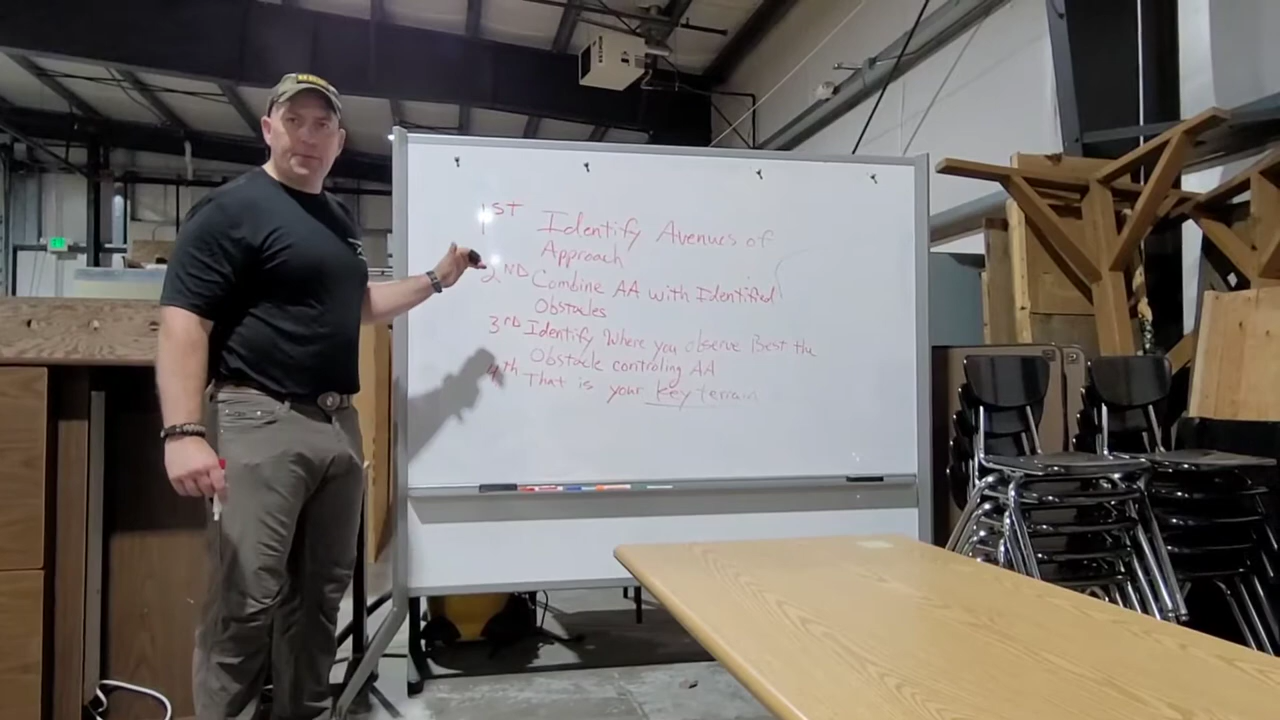 1ST Identify Avenues of
Approach
2ND Combine AA with Identified
Obstacles
3rd Identify Where you observe Best the
Obstacle controling AA
4th That is your key terrain